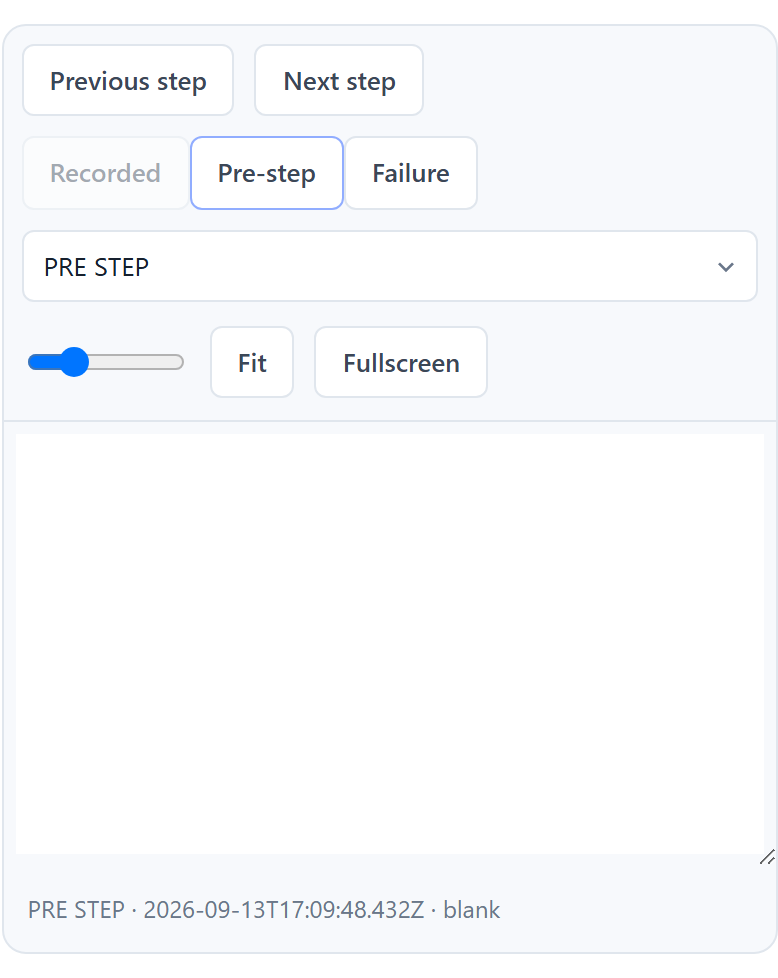 Previous step Next step
Recorded Pre-step Failure
PRE STEP
Fit Fullscreen
PRE STEP · 2026-09-13T17:09:48.432Z · blank